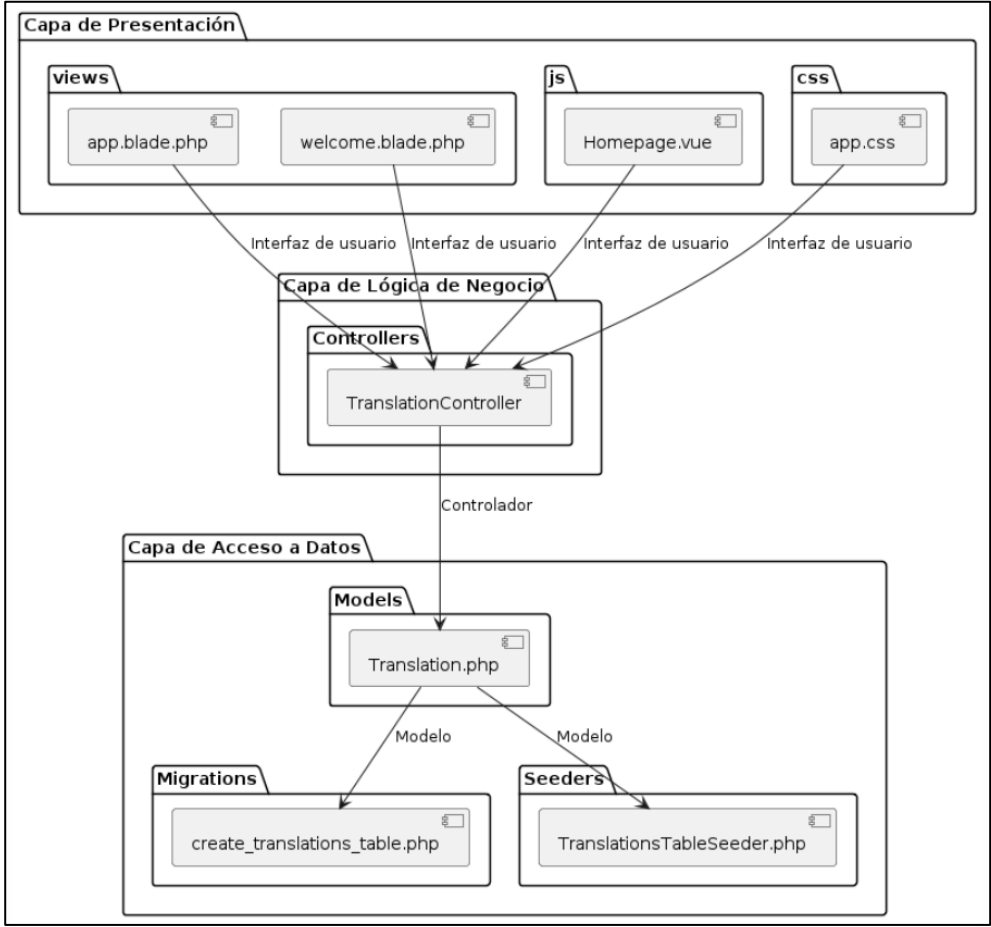 Capa de Presentación
views
js
css
app.blade.php
welcome.blade.php
Homepage.vue
app.css
Interfaz de usuario
Interfaz de usuario
Interfaz de usuario
Interfaz de usuario
Capa de Lógica de Negocio
Controllers
TranslationController
Controlador
Capa de Acceso a Datos
Models
Translation.php
Modelo
Modelo
Migrations
Seeders
create_translations_table.php
TranslationsTableSeeder.php